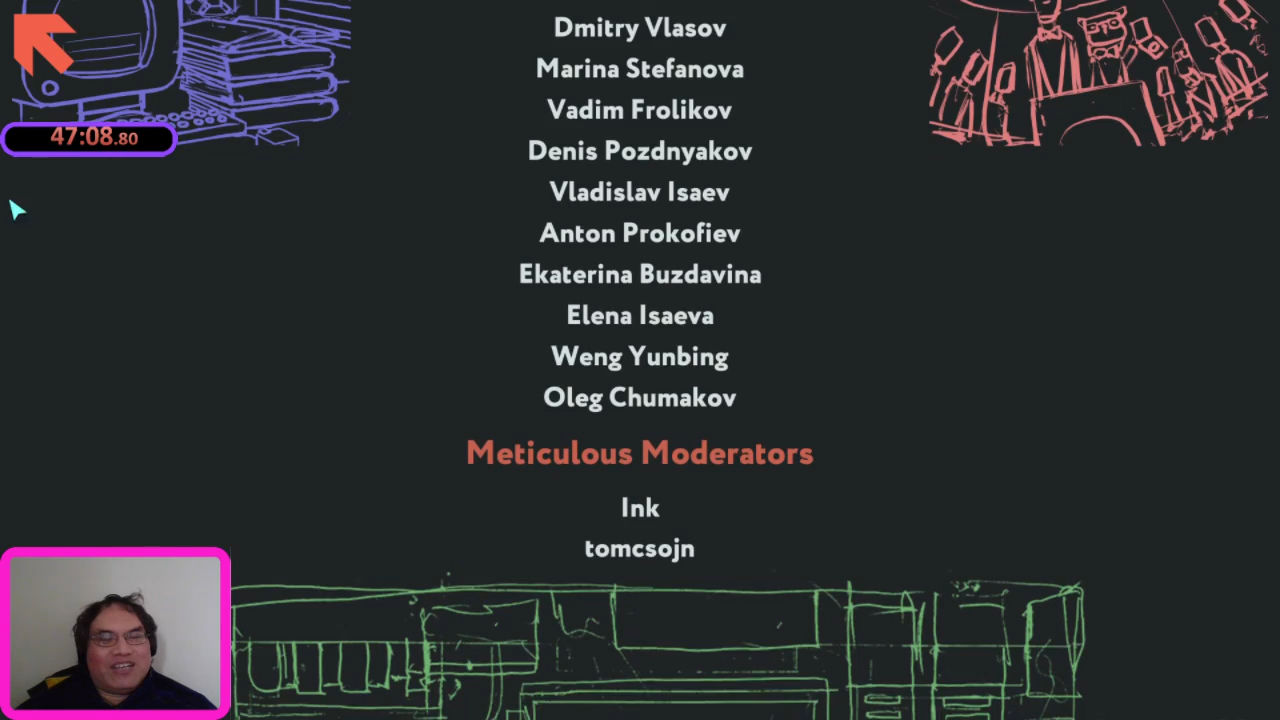 47:08.80
Dmitry Vlasov
Marina Stefanova
Vadim Frolikov
Denis Pozdnyakov
Vladislav Isaev
Anton Prokofiev
Ekaterina Buzdavina
Elena Isaeva
Weng Yunbing
Oleg Chumakov
Meticulous Moderators
Ink
tomcsojn